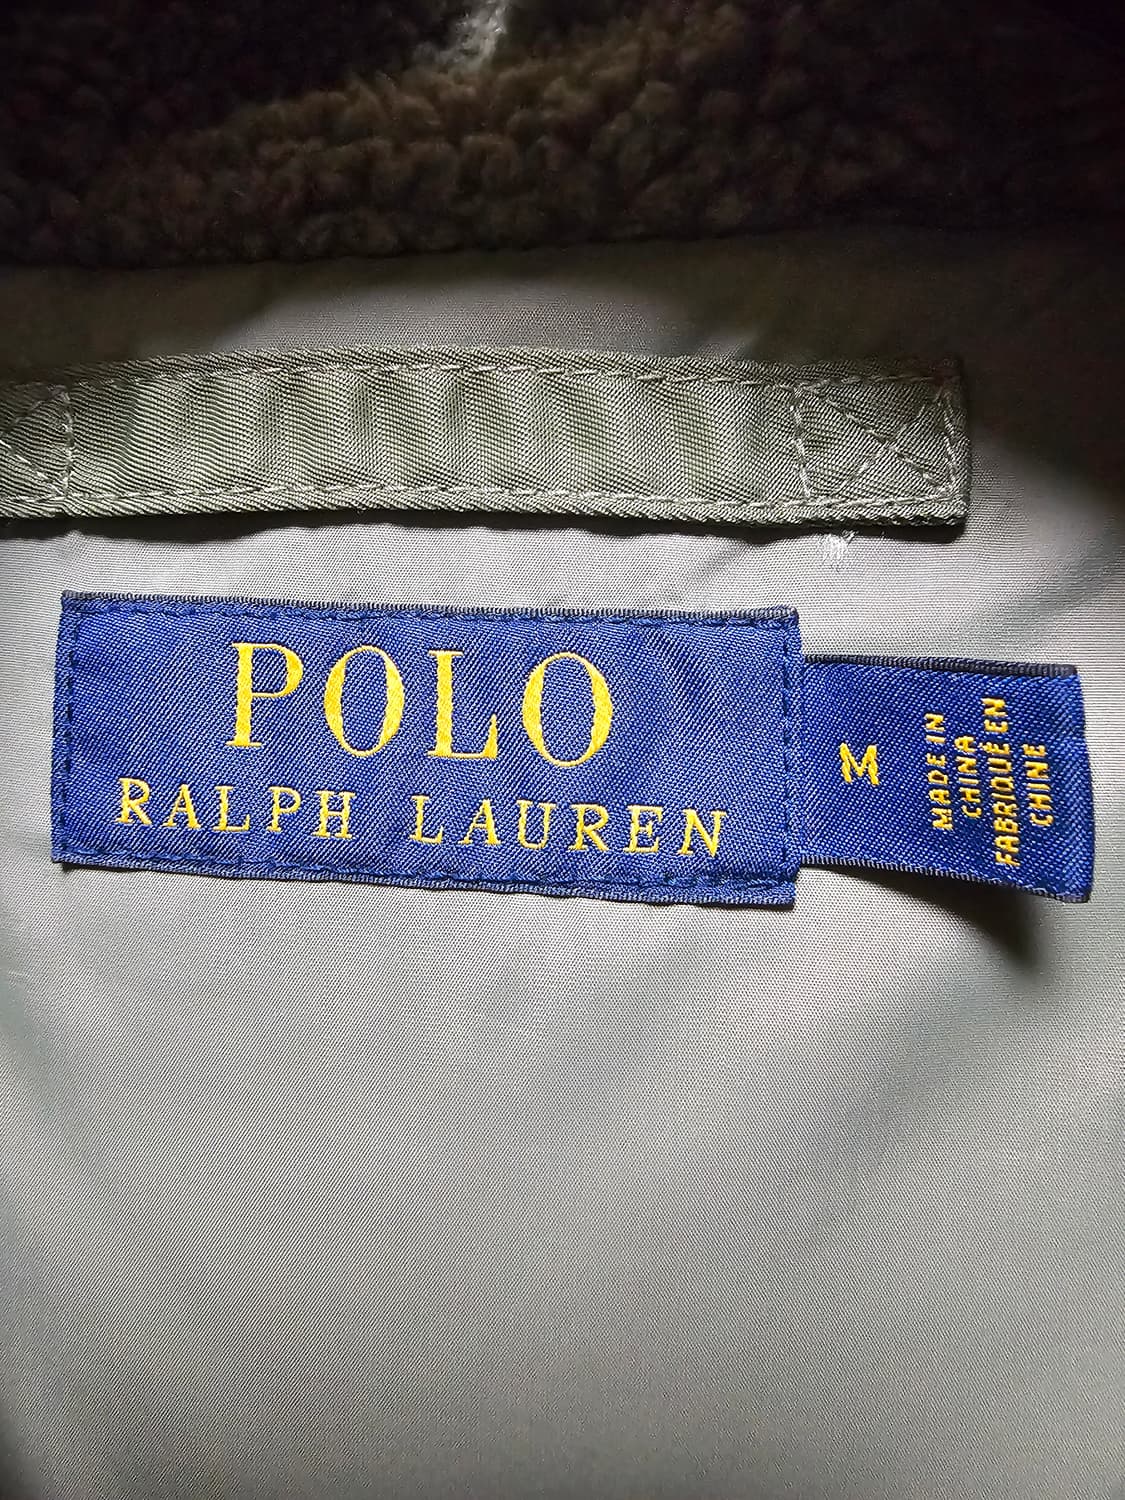 POLO
RALPH LAUREN
M
MADE IN
CHINA
FABRIQUÉ EN
CHINE